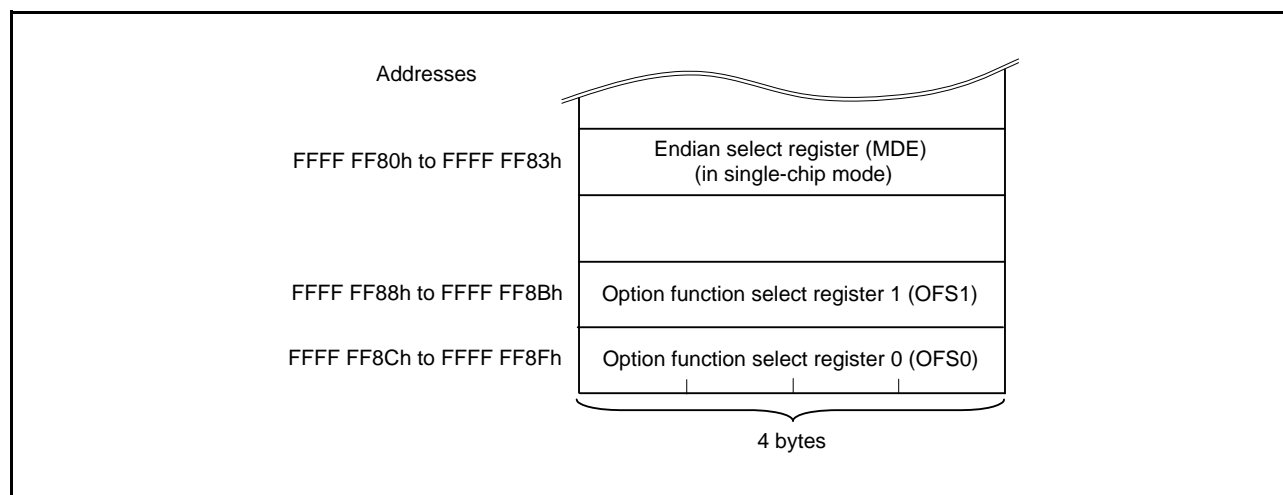 Addresses
FFFF FF80h to FFFF FF83h
Endian select register (MDE)
(in single-chip mode)
FFFF FF88h to FFFF FF8Bh
Option function select register 1 (OFS1)
FFFF FF8Ch to FFFF FF8Fh
Option function select register 0 (OFS0)
4 bytes